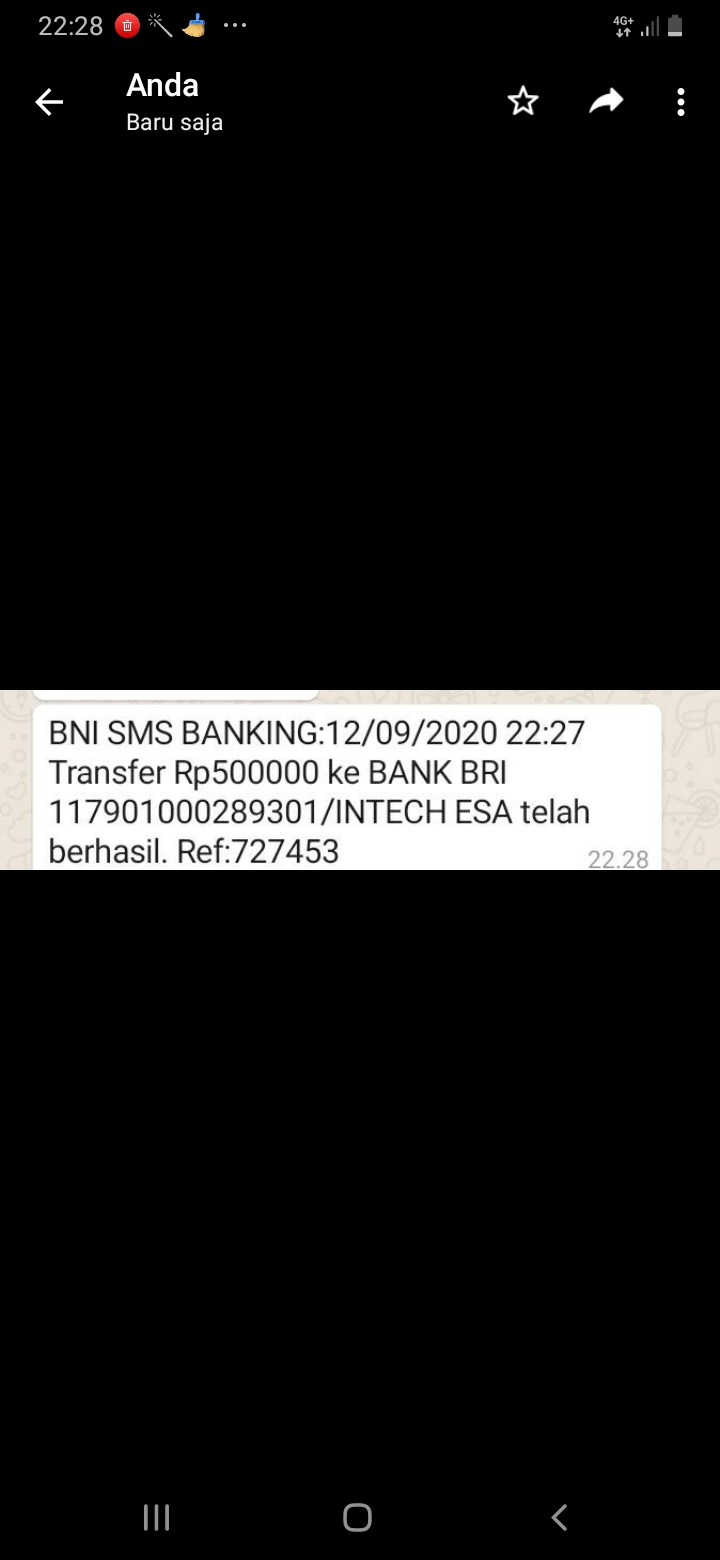 22:28
4G+
Anda
Baru saja
BNI SMS BANKING:12/09/2020 22:27
Transfer Rp500000 ke BANK BRI
117901000289301/INTECH ESA telah
berhasil. Ref:727453
22.28